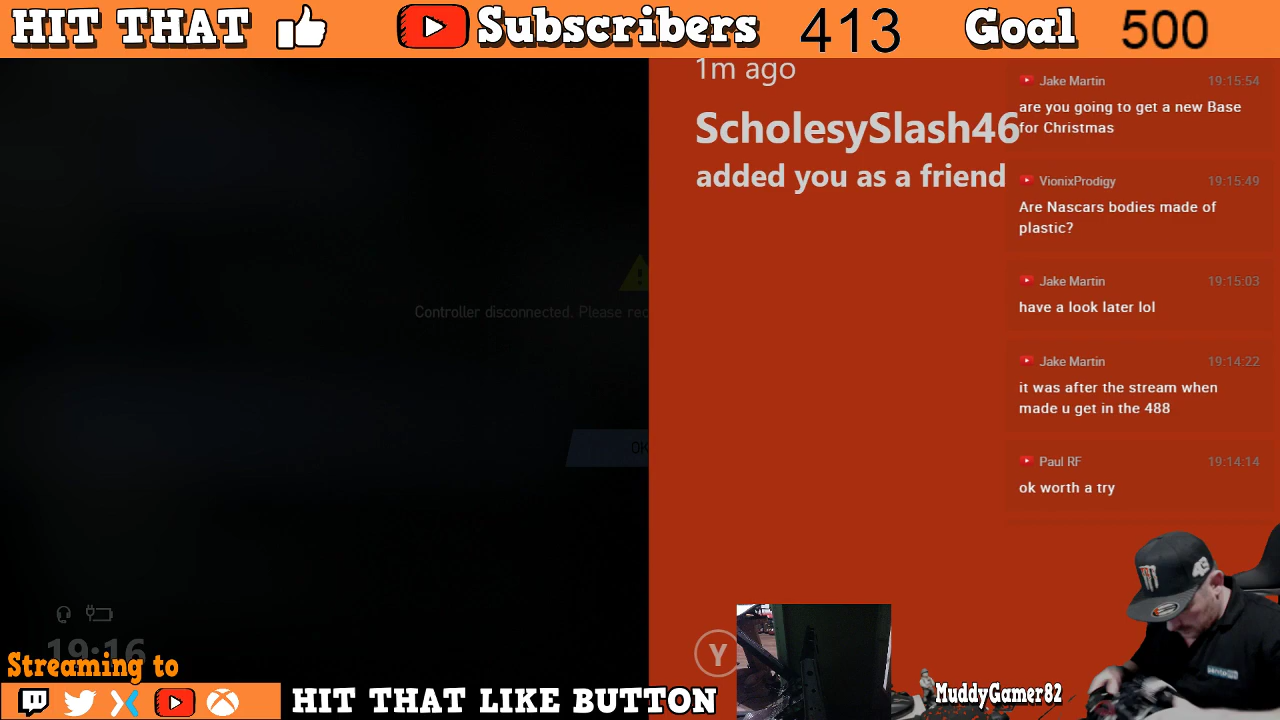 HIT THAT
Subscribers 413 Goal 500
1m ago
ScholesySlash46
added you as a friend
Controller disconnected. Please rec
OK
19:16
Y
Jake Martin 19:15:54
are you going to get a new Base
for Christmas
VionixProdigy 19:15:49
Are Nascars bodies made of
plastic?
Jake Martin 19:15:03
have a look later lol
Jake Martin 19:14:22
it was after the stream when
made u get in the 488
Paul RF 19:14:14
ok worth a try
Streaming to
HIT THAT LIKE BUTTON
MuddyGamer82